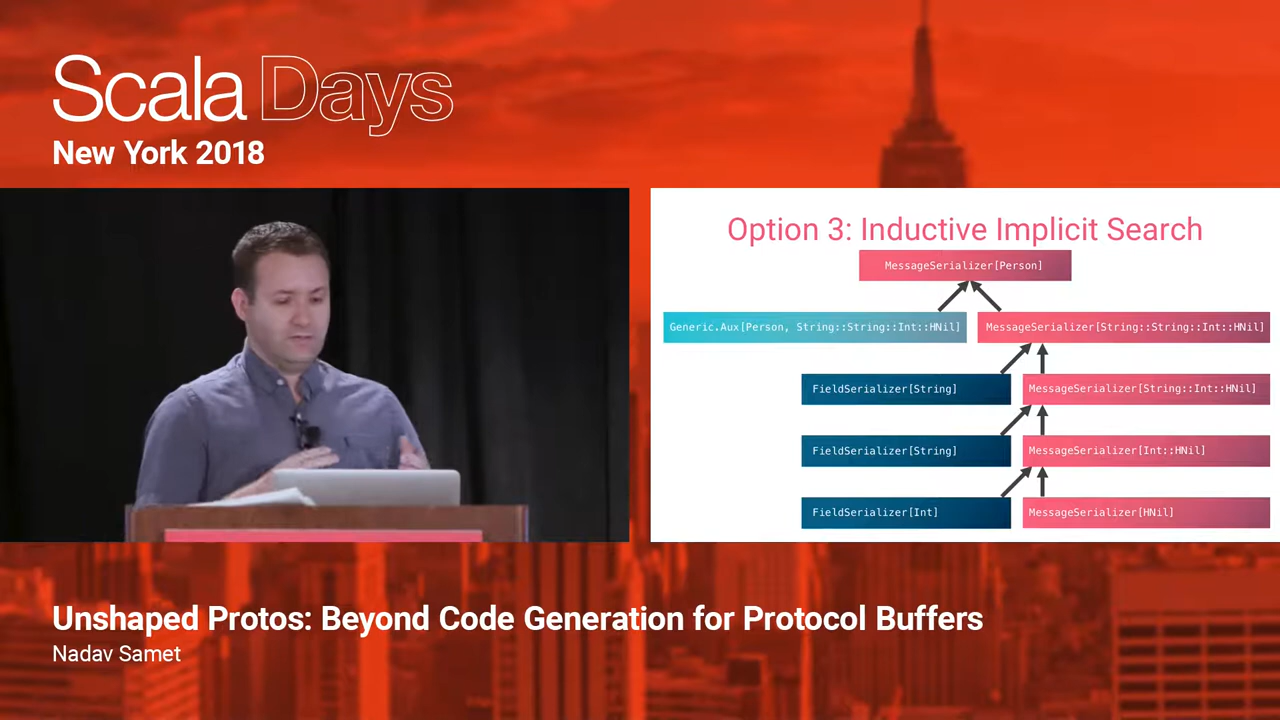 Scala Days
New York 2018
Option 3: Inductive Implicit Search
MessageSerializer[Person]
Generic.Aux[Person, String::String::Int::HNil]
MessageSerializer[String::String::Int::HNil]
FieldSerializer[String]
MessageSerializer[String::Int::HNil]
FieldSerializer[String]
MessageSerializer[Int::HNil]
FieldSerializer[Int]
MessageSerializer[HNil]
Unshaped Protos: Beyond Code Generation for Protocol Buffers
Nadav Samet